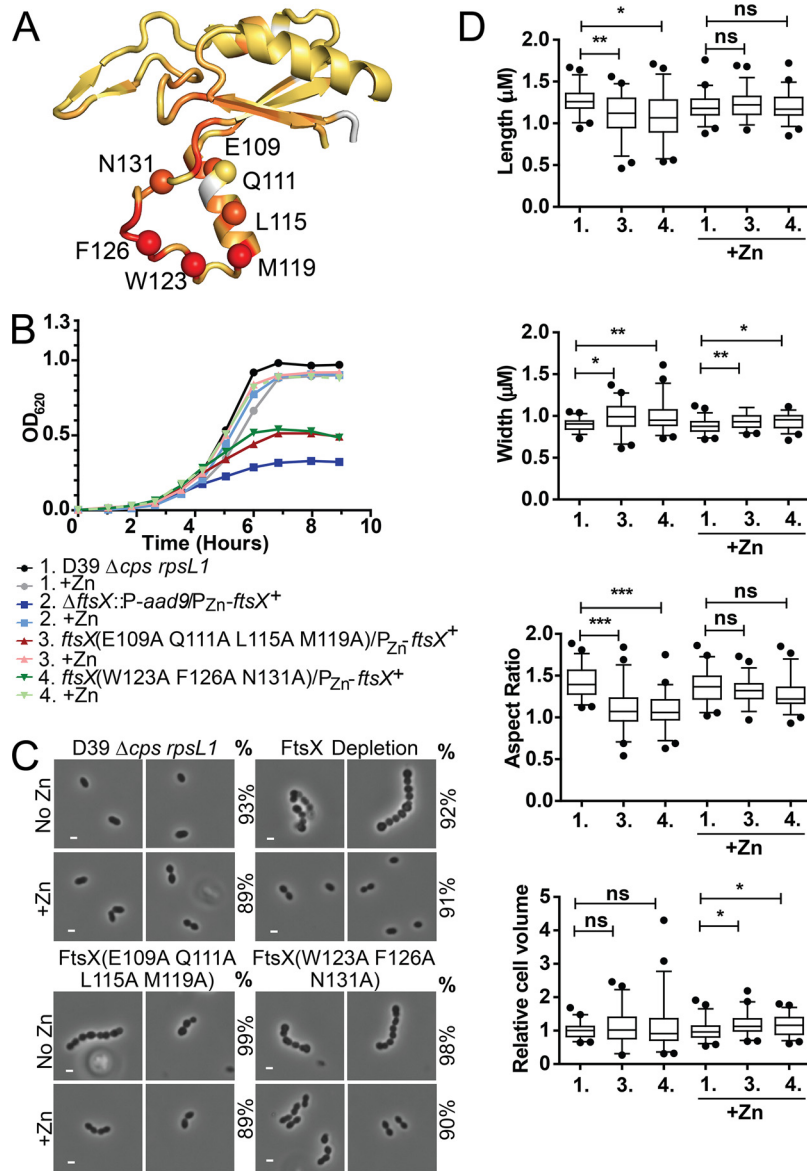 A
E109
N131
Q111
L115
F126
M119
W123
B
1.3
1.0
0.5
0.0
OD620
0 2 4 6 8 10
Time (Hours)
1. D39 Δcps rpsL1
1. +Zn
2. ΔftsX::P-aad9/PZn-ftsX+
2. +Zn
3. ftsX(E109A Q111A L115A M119A)/PZn-ftsX+
3. +Zn
4. ftsX(W123A F126A N131A)/PZn-ftsX+
4. +Zn
C
D39 Δcps rpsL1 % FtsX Depletion %
No Zn 93% 92%
+Zn 89% 91%
FtsX(E109A Q111A L115A M119A) %
FtsX(W123A F126A N131A) %
No Zn 99% 98%
+Zn 89% 90%
D
Length (µM)
2.0
1.5
1.0
0.5
0.0
* ns
** ns
1. 3. 4. 1. 3. 4.
+Zn
Width (µM)
2.0
1.5
1.0
0.5
0.0
** *
* **
1. 3. 4. 1. 3. 4.
+Zn
Aspect Ratio
2.0
1.5
1.0
0.5
0.0
*** ns
*** ns
1. 3. 4. 1. 3. 4.
+Zn
Relative cell volume
5
4
3
2
1
0
ns *
ns *
1. 3. 4. 1. 3. 4.
+Zn